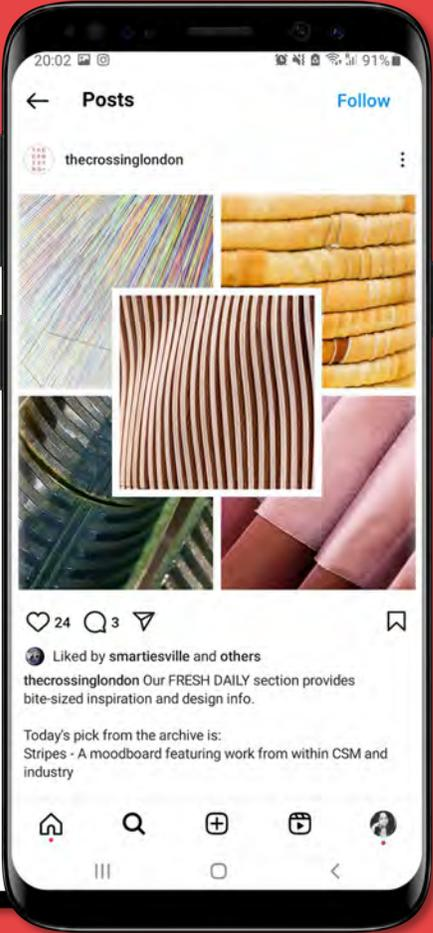 20:02 91%
Posts Follow
thecrossinglondon
24 3
Liked by smartiesville and others
thecrossinglondon Our FRESH DAILY section provides
bite-sized inspiration and design info.
Today's pick from the archive is:
Stripes - A moodboard featuring work from within CSM and
industry